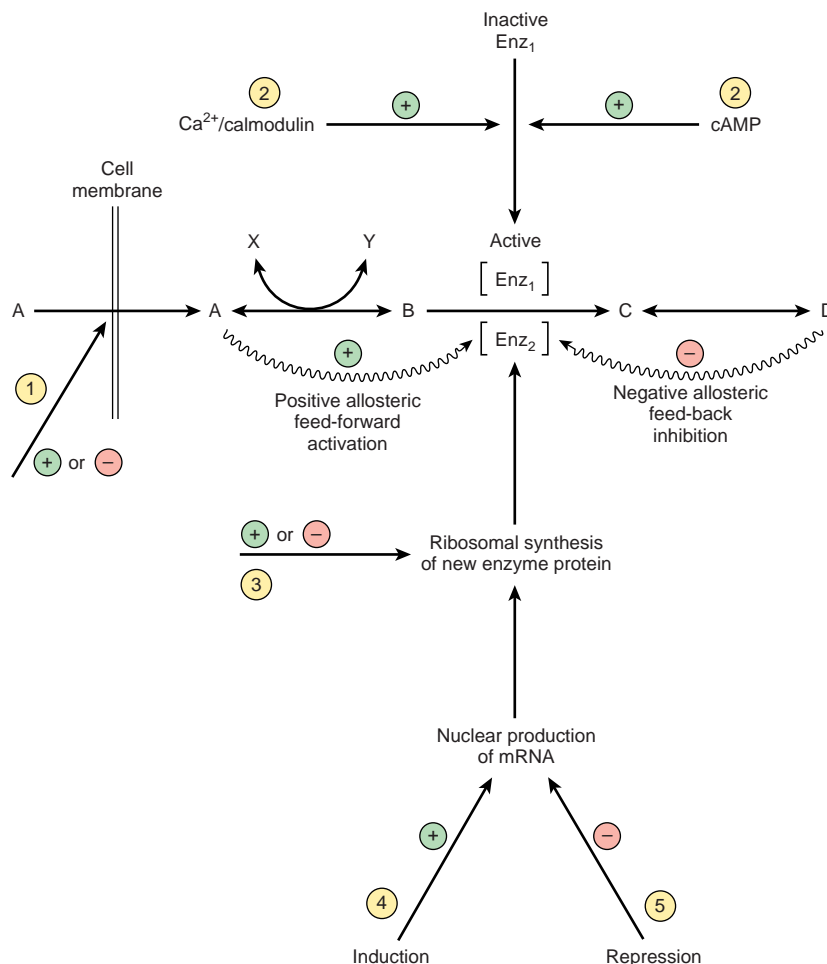 Inactive
Enz1
2
+
Ca2+/calmodulin
+
2
cAMP
Cell
membrane
X
Y
Active
[ Enz1 ]
A
A
B
C
D
[ Enz2 ]
+
−
1
Positive allosteric
feed-forward
activation
Negative allosteric
feed-back
inhibition
+ or −
+ or −
3
Ribosomal synthesis
of new enzyme protein
Nuclear production
of mRNA
+
−
4
5
Induction
Repression